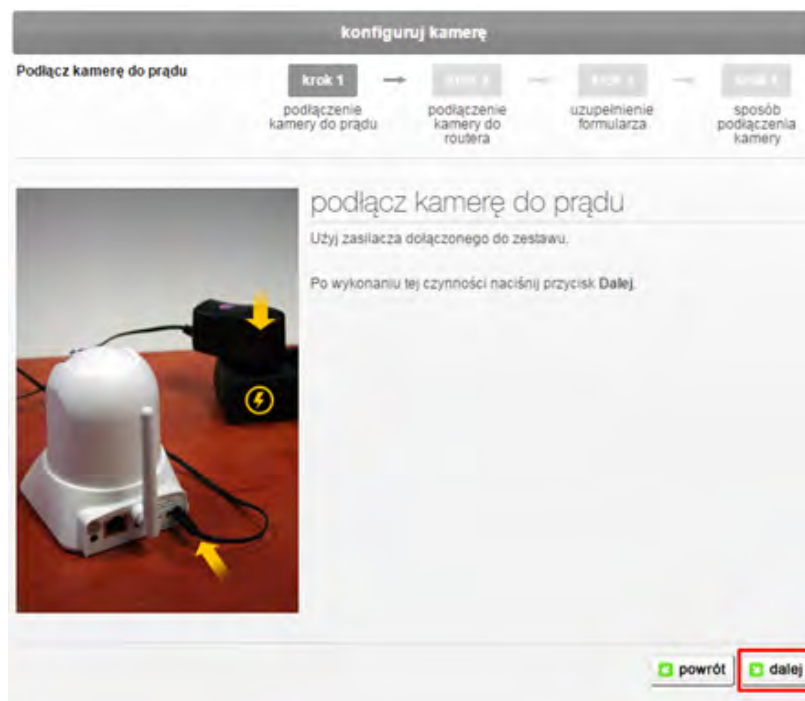 konfiguruj kamerę
Podłącz kamerę do prądu
krok 1
podłączenie
kamery do prądu
podłączenie
kamery do
routera
uzupełnienie
formularza
sposób
podłączenia
kamery
podłącz kamerę do prądu
Użyj zasilacza dołączonego do zestawu.
Po wykonaniu tej czynności naciśnij przycisk Dalej.
powrót
dalej